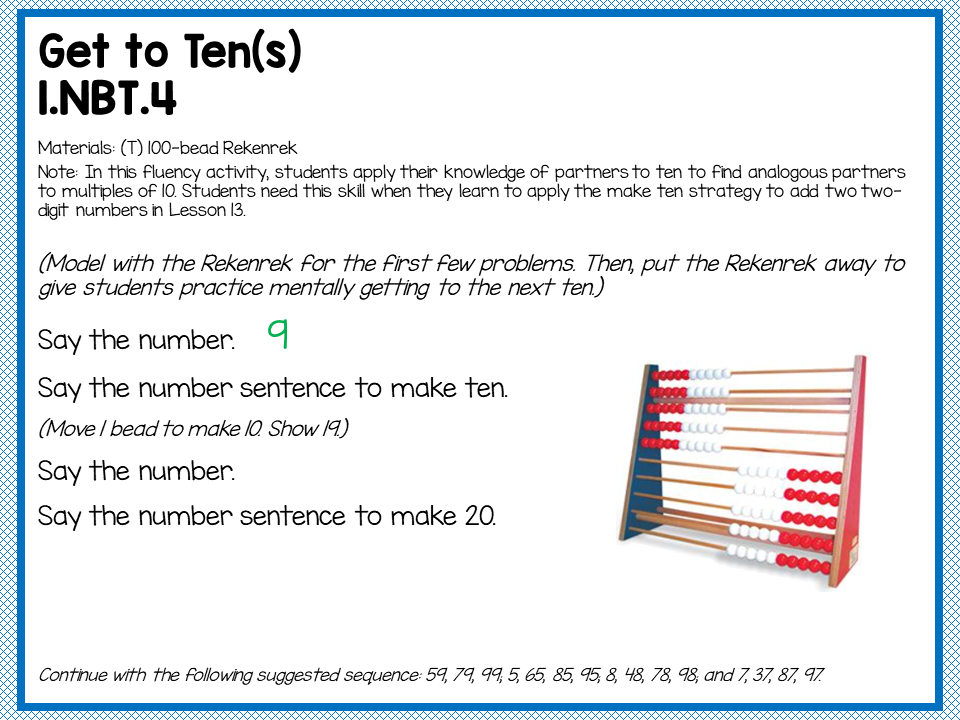 Get to Ten(s)
1.NBT.4
Materials: (T) 100-bead Rekenrek
Note: In this fluency activity, students apply their knowledge of partners to ten to find analogous partners
to multiples of 10. Students need this skill when they learn to apply the make ten strategy to add two two-
digit numbers in Lesson 13.
(Model with the Rekenrek for the first few problems. Then, put the Rekenrek away to
give students practice mentally getting to the next ten.)
Say the number. 9
Say the number sentence to make ten.
(Move 1 bead to make 10. Show 19.)
Say the number.
Say the number sentence to make 20.
Continue with the following suggested sequence: 59, 79, 99; 5, 65, 85, 95; 8, 48, 78, 98; and 7, 37, 87, 97.